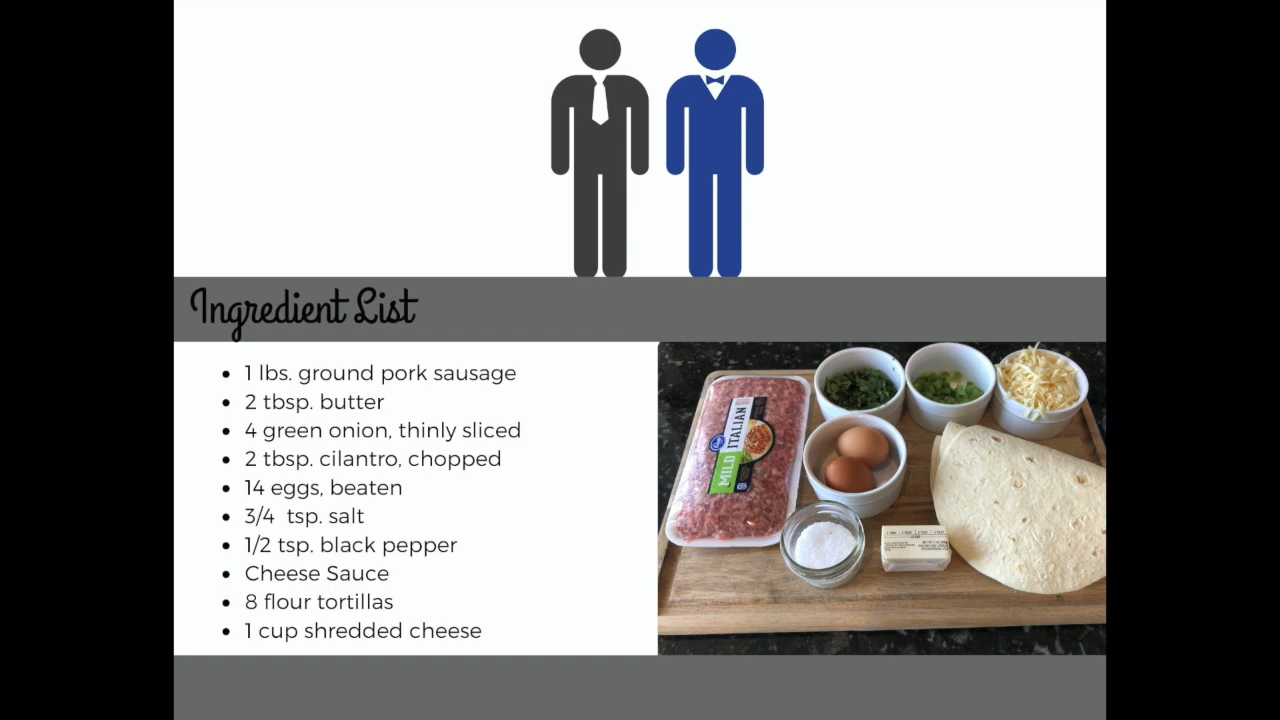 Ingredient List
1 lbs. ground pork sausage
2 tbsp. butter
4 green onion, thinly sliced
2 tbsp. cilantro, chopped
14 eggs, beaten
3/4 tsp. salt
1/2 tsp. black pepper
Cheese Sauce
8 flour tortillas
1 cup shredded cheese
MILD ITALIAN